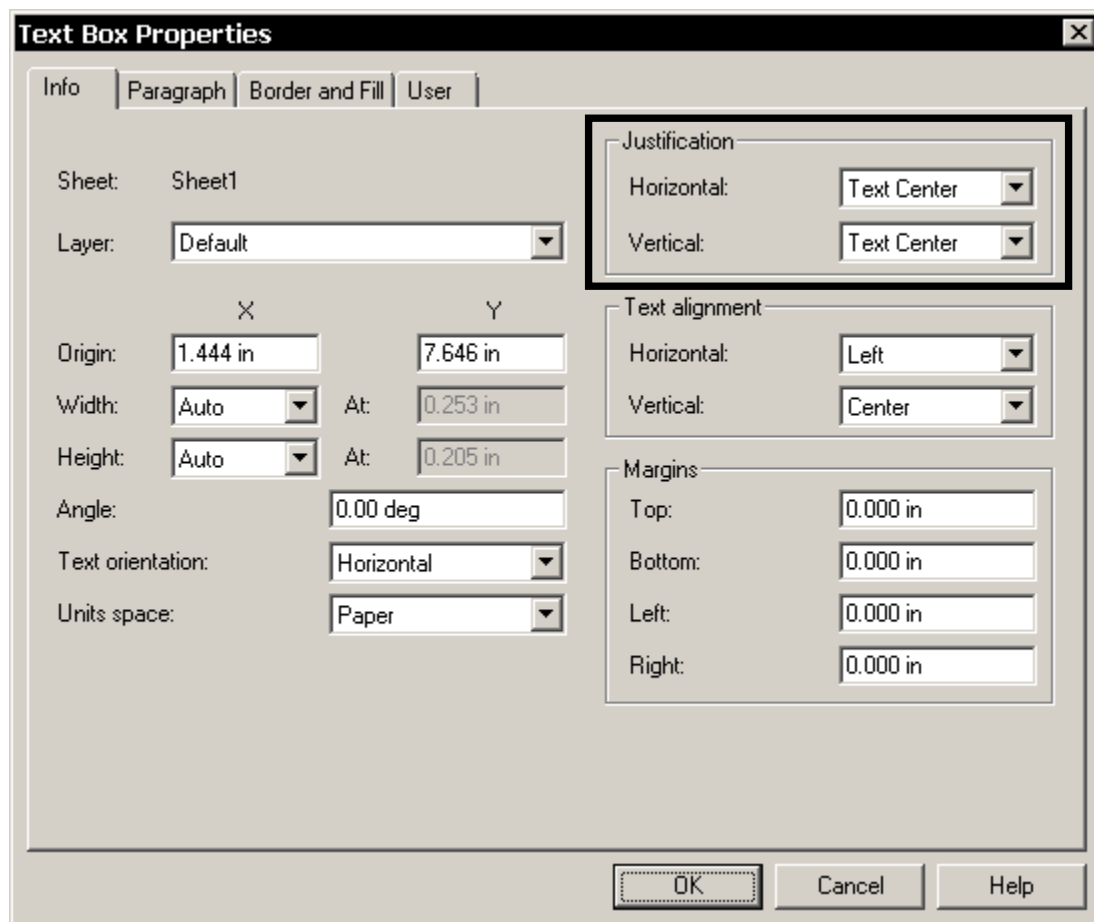 Text Box Properties
Info Paragraph Border and Fill User
Sheet: Sheet1
Layer: Default
X Y
Origin: 1.444 in 7.646 in
Width: Auto At: 0.253 in
Height: Auto At: 0.205 in
Angle: 0.00 deg
Text orientation: Horizontal
Units space: Paper
Justification
Horizontal: Text Center
Vertical: Text Center
Text alignment
Horizontal: Left
Vertical: Center
Margins
Top: 0.000 in
Bottom: 0.000 in
Left: 0.000 in
Right: 0.000 in
OK Cancel Help